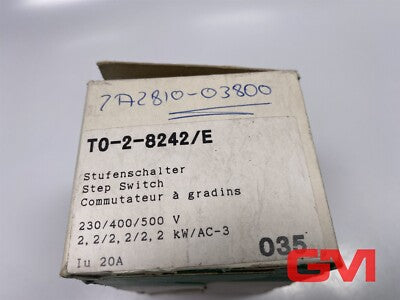 7A2810-03800
T0-2-8242/E
Stufenschalter
Step Switch
Commutateur à gradins
230/400/500 V
2,2/2,2/2,2 kW/AC-3
Iu 20A
035
GM